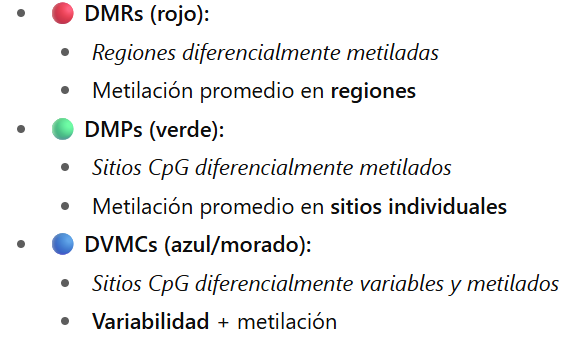 DMRs (rojo):
Regiones diferencialmente metiladas
Metilación promedio en regiones
DMPs (verde):
Sitios CpG diferencialmente metilados
Metilación promedio en sitios individuales
DVMCs (azul/morado):
Sitios CpG diferencialmente variables y metilados
Variabilidad + metilación